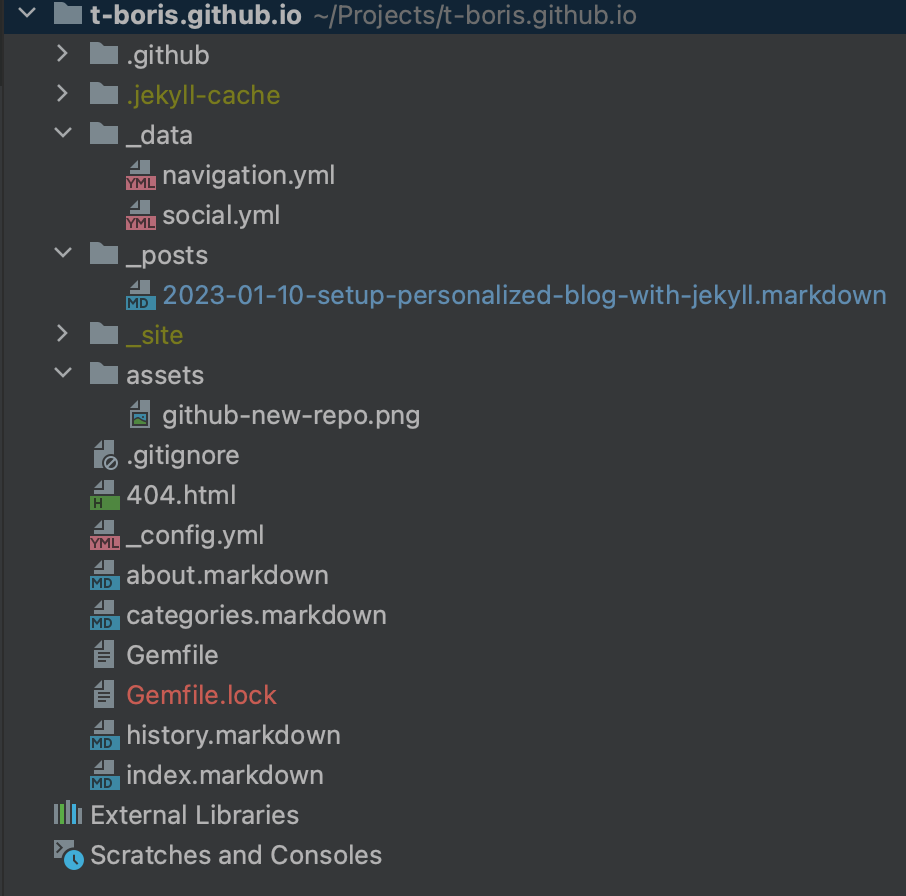 t-boris.github.io ~/Projects/t-boris.github.io
.github
.jekyll-cache
_data
YML navigation.yml
YML social.yml
_posts
MD 2023-01-10-setup-personalized-blog-with-jekyll.markdown
_site
assets
github-new-repo.png
.gitignore
H 404.html
YML _config.yml
MD about.markdown
MD categories.markdown
Gemfile
Gemfile.lock
MD history.markdown
MD index.markdown
External Libraries
Scratches and Consoles